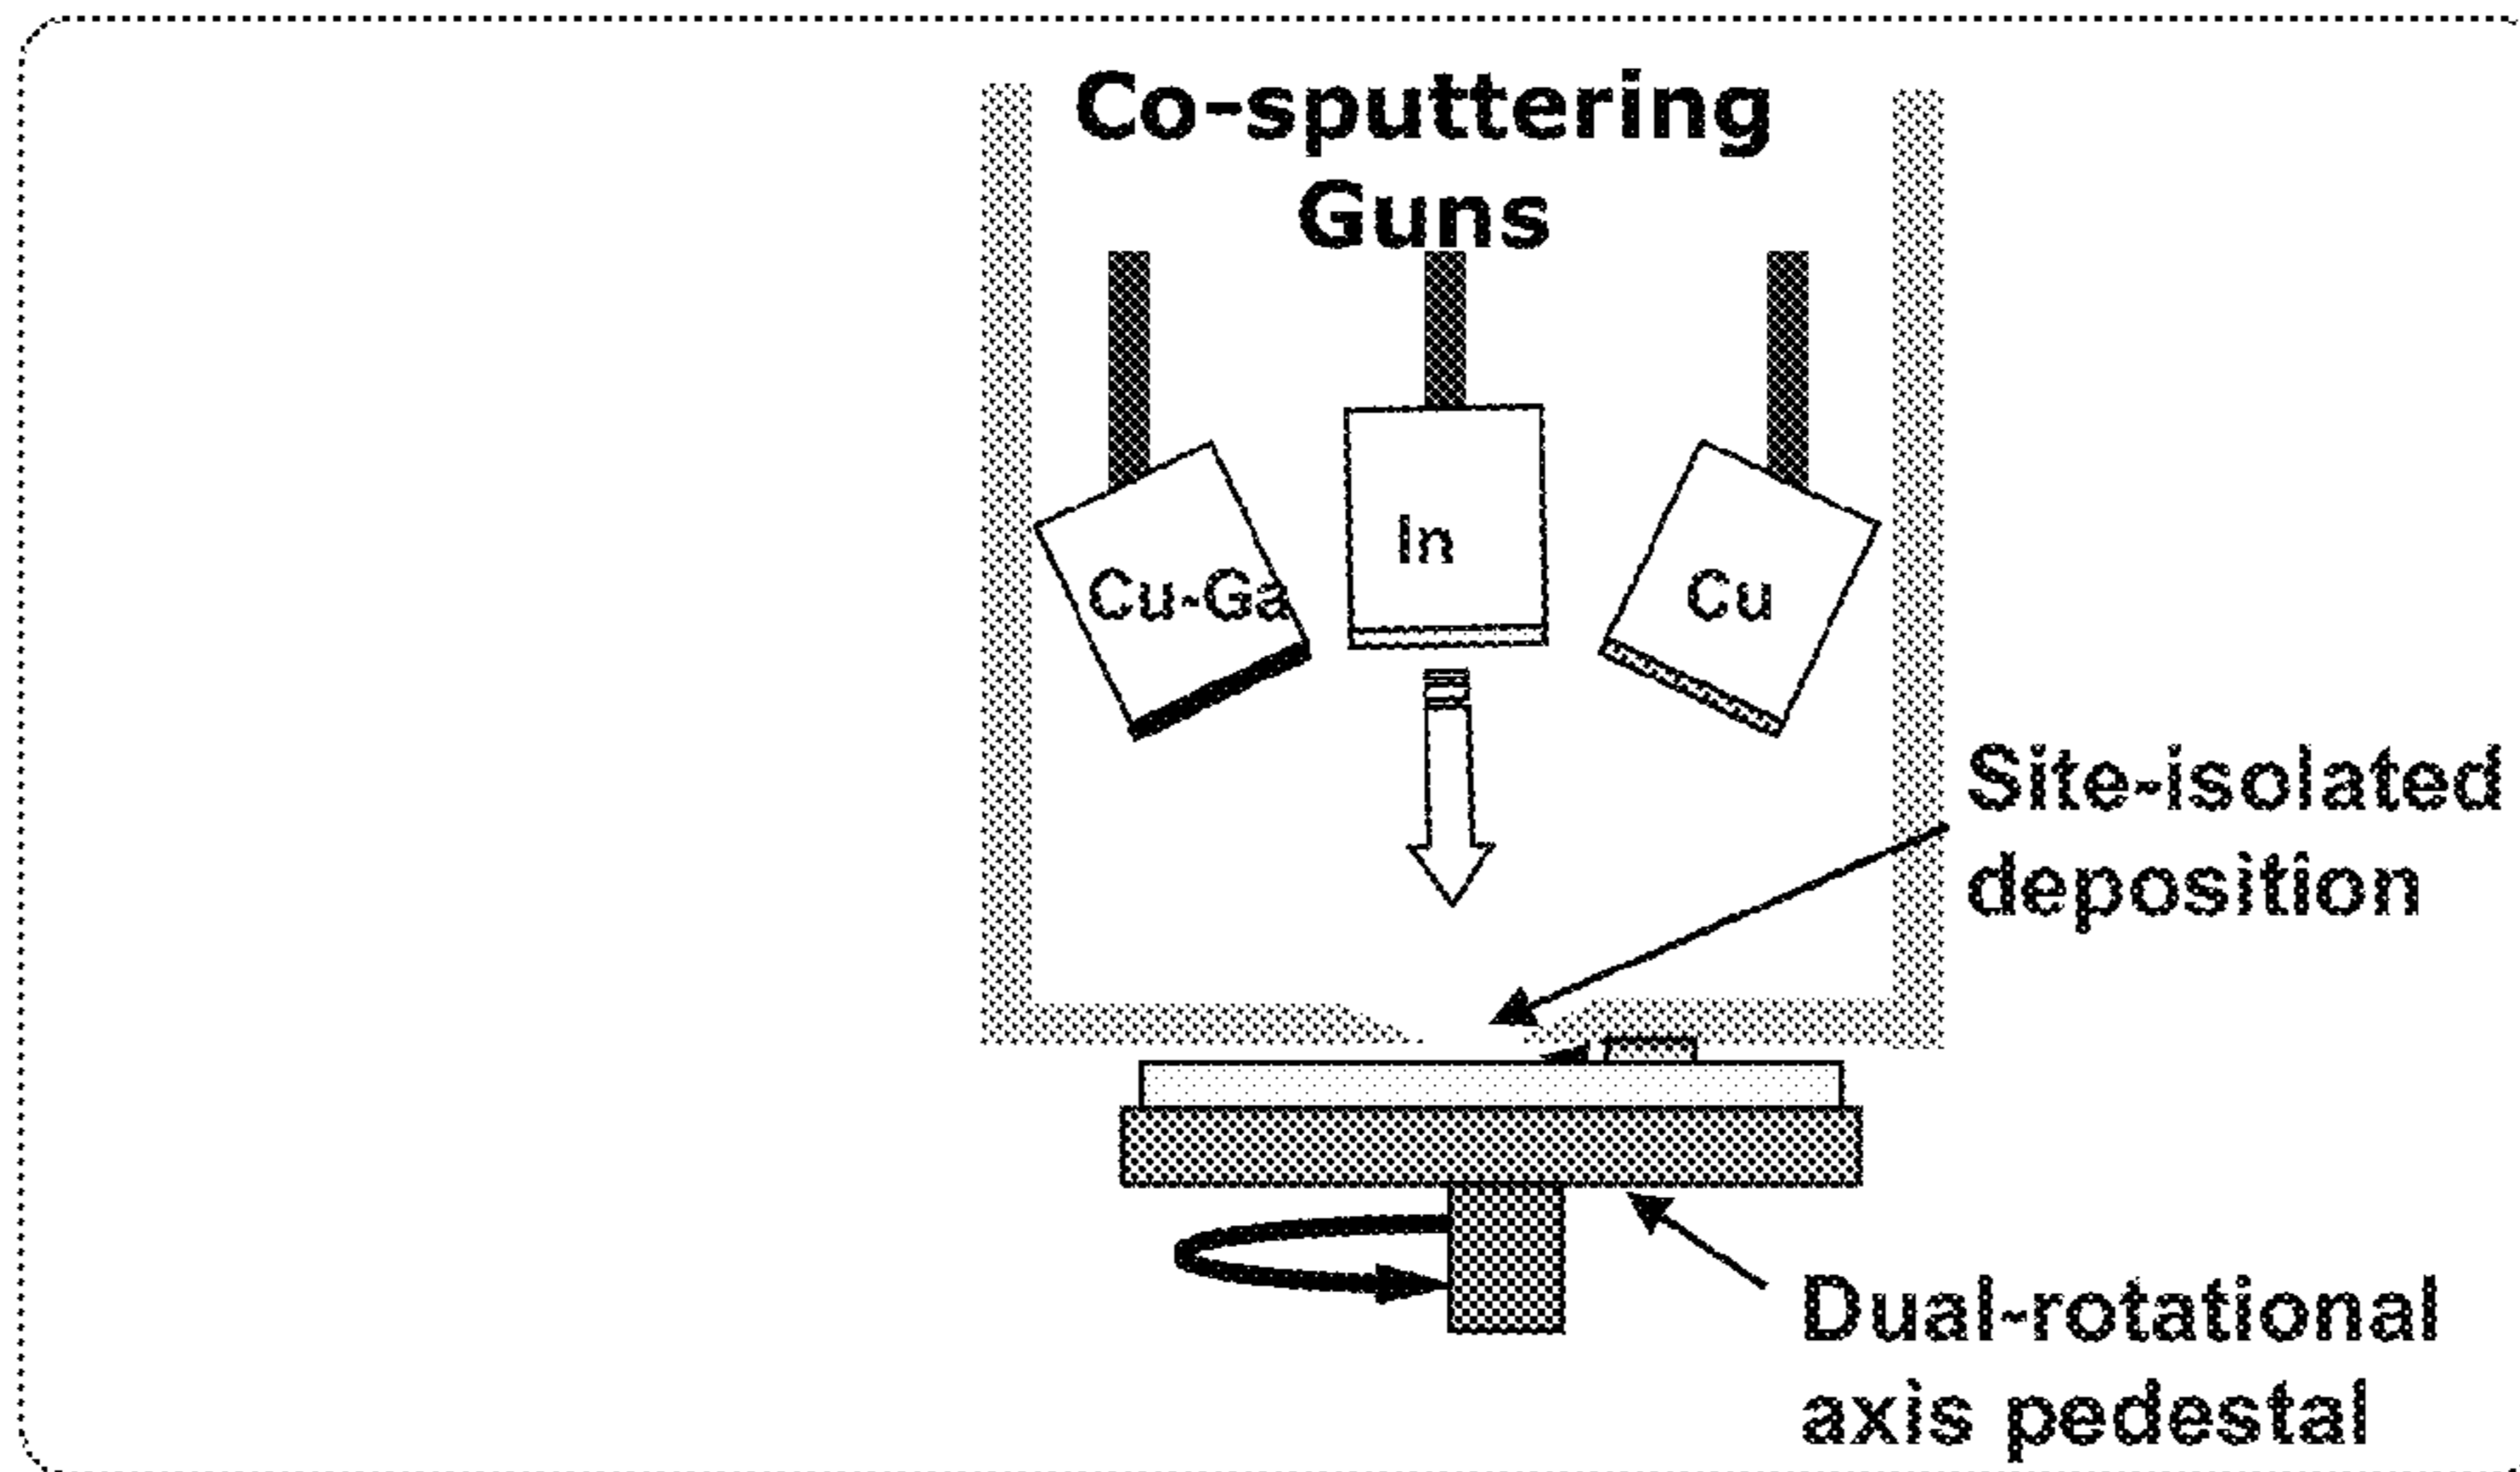 Co-sputtering
Guns
In
Cu-Ga
Cu
Site-isolated
deposition
Dual-rotational
axis pedestal